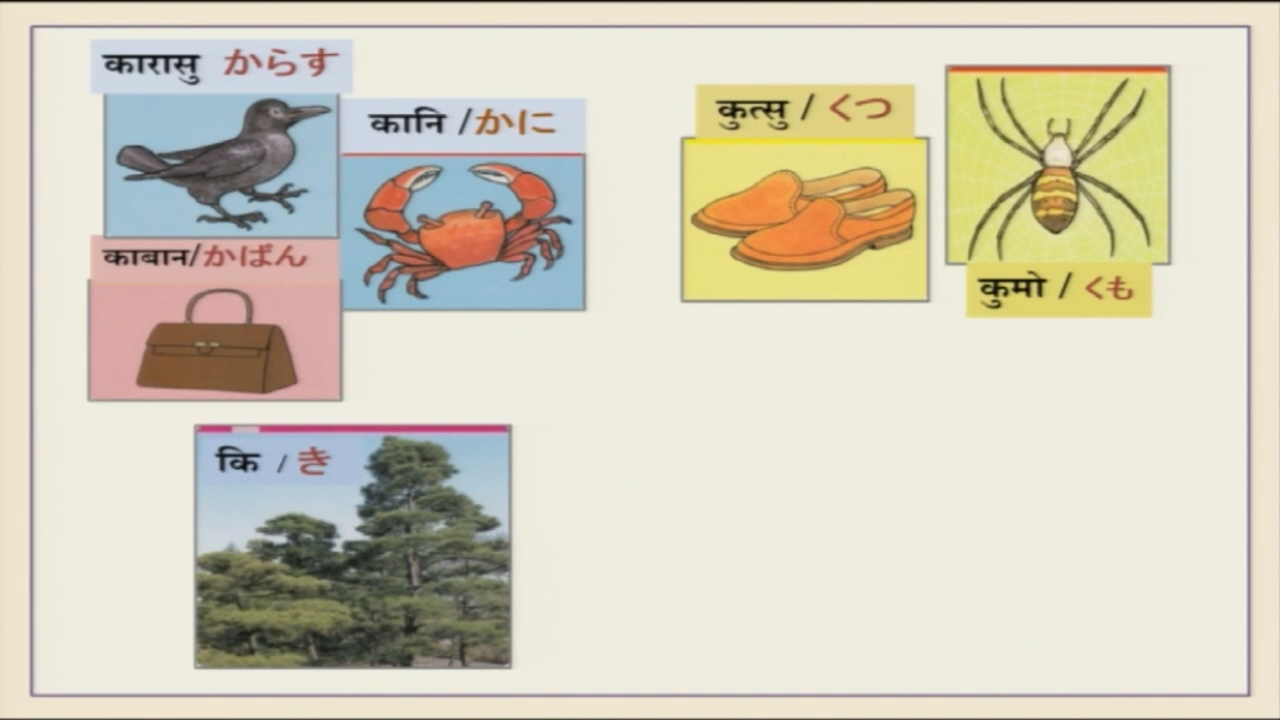 कारासु からす
कानि /かに
काबान/かばん
कुत्सु / くつ
कुमो / くも
कि / き